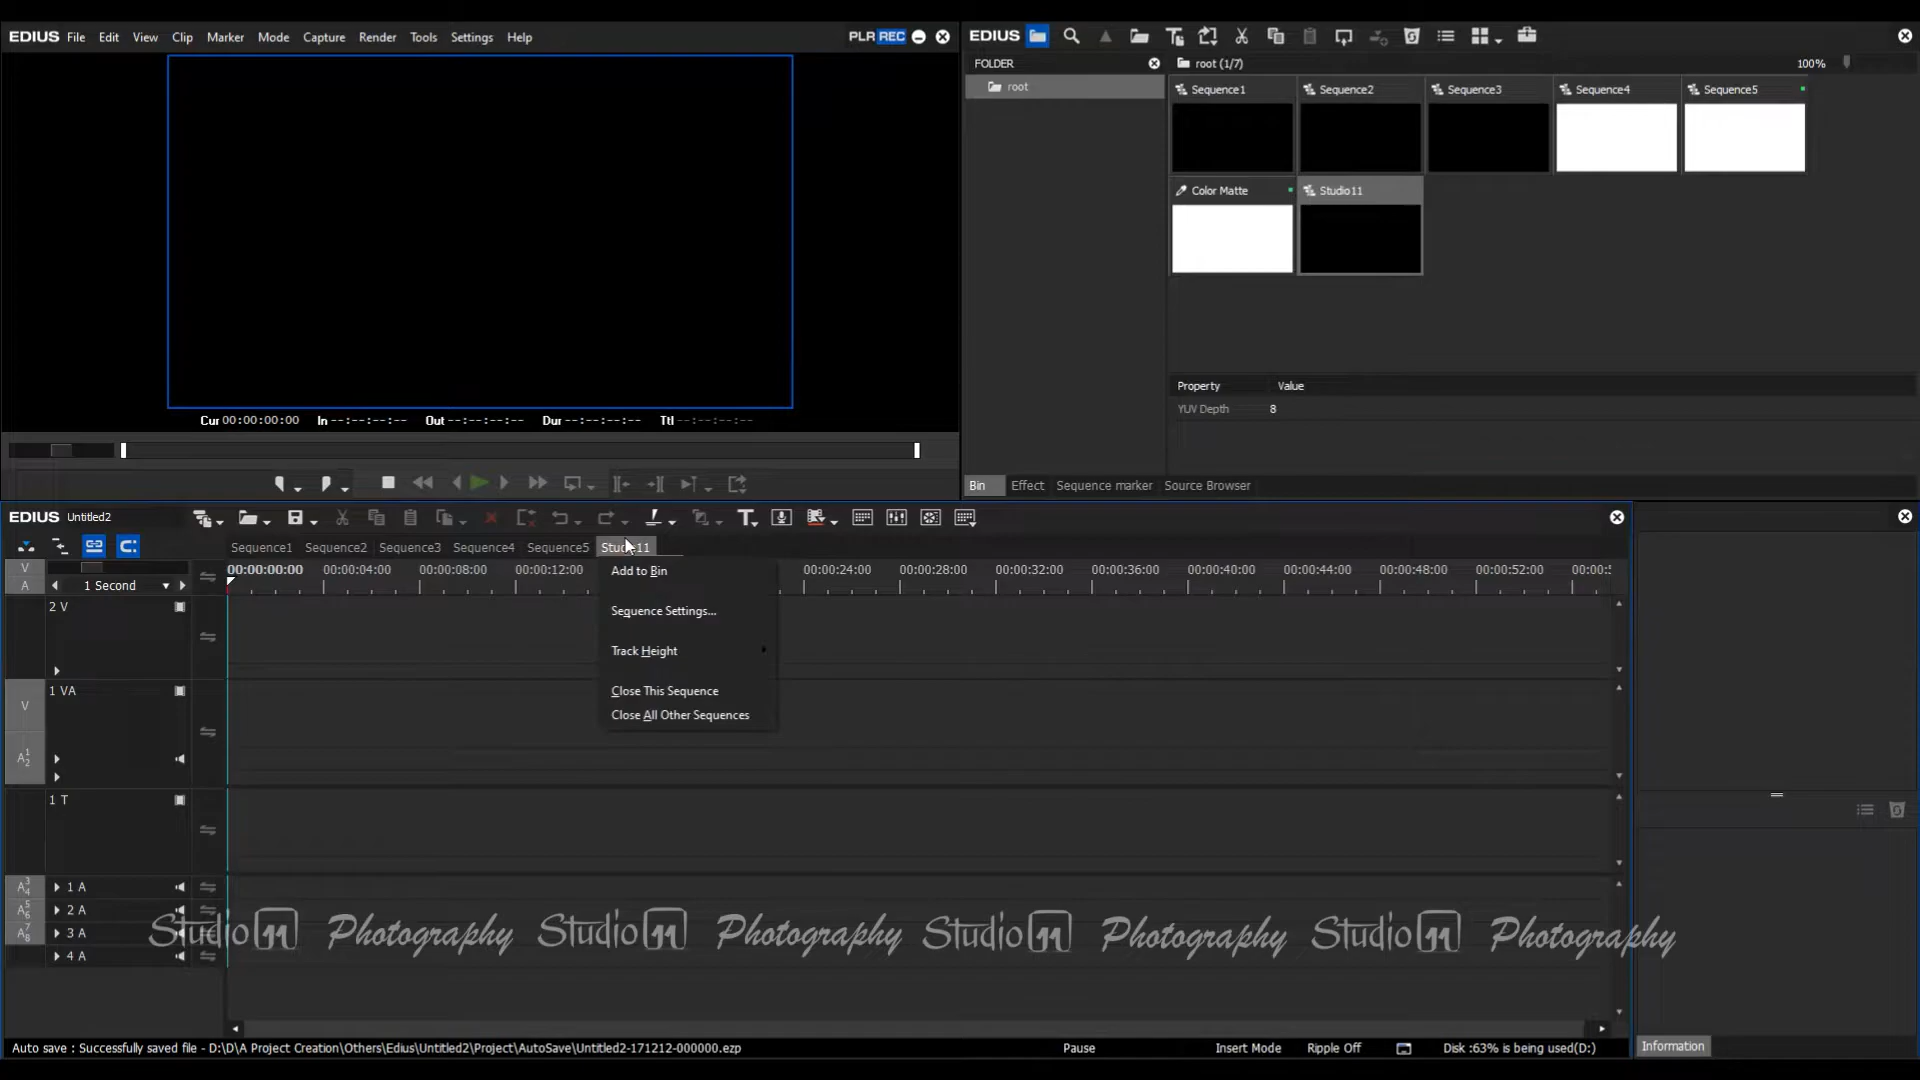 EDIUS File Edit View Clip Marker Mode Capture Render Tools Settings Help PLR REC
Cur 00:00:00:00 In --:--:--:-- Out --:--:--:-- Dur --:--:--:-- Ttl --:--:--:--
EDIUS
FOLDER
root
root (1/7) 100%
Sequence1 Sequence2 Sequence3 Sequence4 Sequence5
Color Matte Studio11
Property Value
YUV Depth 8
Bin Effect Sequence marker Source Browser
EDIUS Untitled2
Sequence1 Sequence2 Sequence3 Sequence4 Sequence5
V 00:00:00:00 00:00:04:00 00:00:08:00 00:00:12:00 00:00:24:00 00:00:28:00 00:00:32:00 00:00:36:00 00:00:40:00 00:00:44:00 00:00:48:00 00:00:52:00
A 1 Second
Add to Bin
Sequence Settings...
Track Height
Close This Sequence
Close All Other Sequences
2 V
1 VA
V
A12
1 T
A34 1 A
A56 2 A
A78 3 A
4 A
Studio 11 Photography Studio 11 Photography Studio 11 Photography Studio 11 Photography
Auto save : Successfully saved file - D:\D\A Project Creation\Others\Edius\Untitled2\Project\AutoSave\Untitled2-171212-000000.ezp Pause Insert Mode Ripple Off Disk :63% is being used(D:)
Information